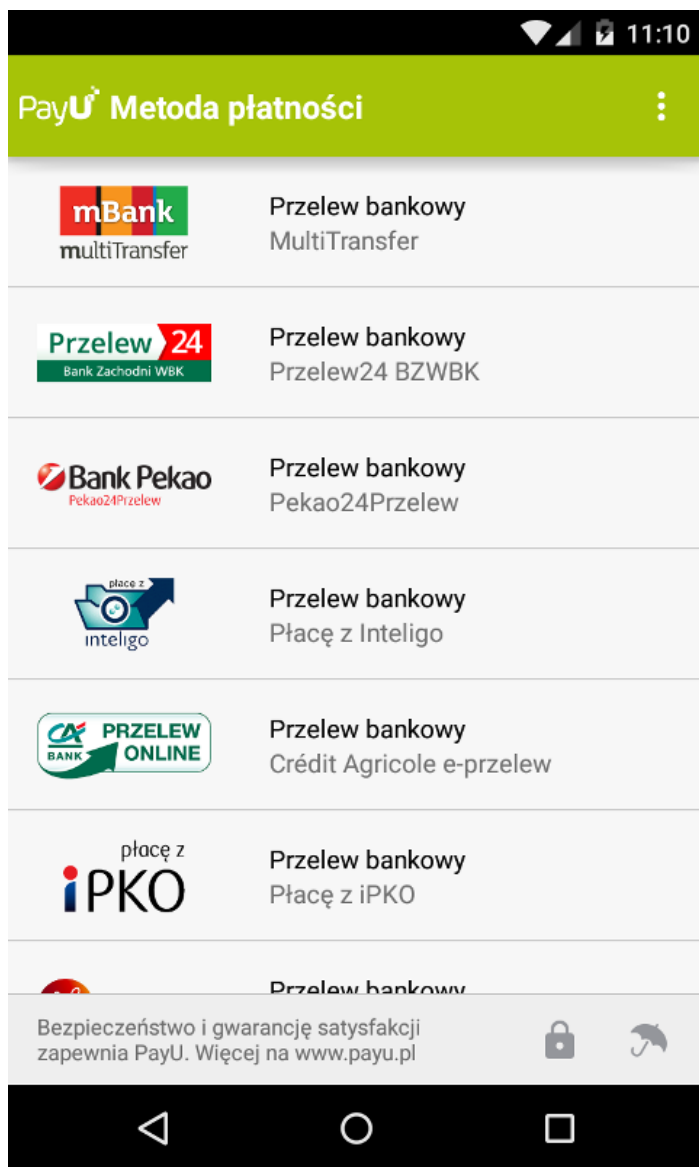 11:10
PayU Metoda płatności
mBank
multiTransfer
Przelew bankowy
MultiTransfer
Przelew 24
Bank Zachodni WBK
Przelew bankowy
Przelew24 BZWBK
Bank Pekao
Pekao24Przelew
Przelew bankowy
Pekao24Przelew
płacę z
inteligo
Przelew bankowy
Płacę z Inteligo
CA BANK
PRZELEW
ONLINE
Przelew bankowy
Crédit Agricole e-przelew
płacę z
iPKO
Przelew bankowy
Płacę z iPKO
Przelew bankowy
Bezpieczeństwo i gwarancję satysfakcji
zapewnia PayU. Więcej na www.payu.pl